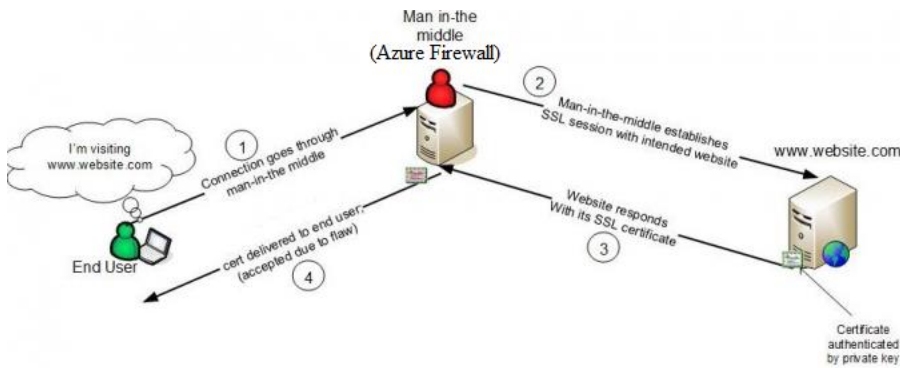 Man in-the
middle
(Azure Firewall)
I'm visiting
www.website.com
End User
1
Connection goes through
man-in-the middle
2
Man-in-the-middle establishes
SSL session with intended website
www.website.com
Website responds
With its SSL certificate
3
cert delivered to end user;
(accepted due to flaw)
4
Certificate
authenticated
by private key